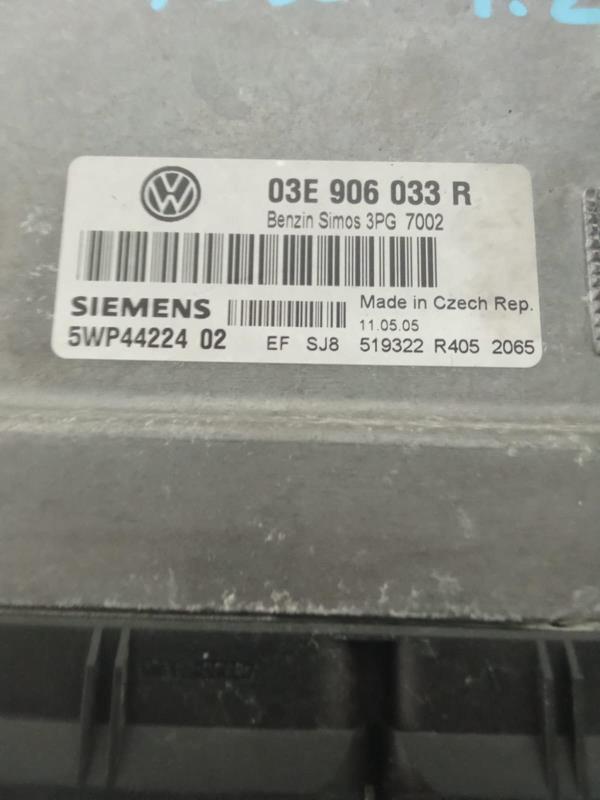 03E 906 033 R
Benzin Simos 3PG 7002
SIEMENS
Made in Czech Rep.
11.05.05
5WP44224 02
EF SJ8 519322 R405 2065